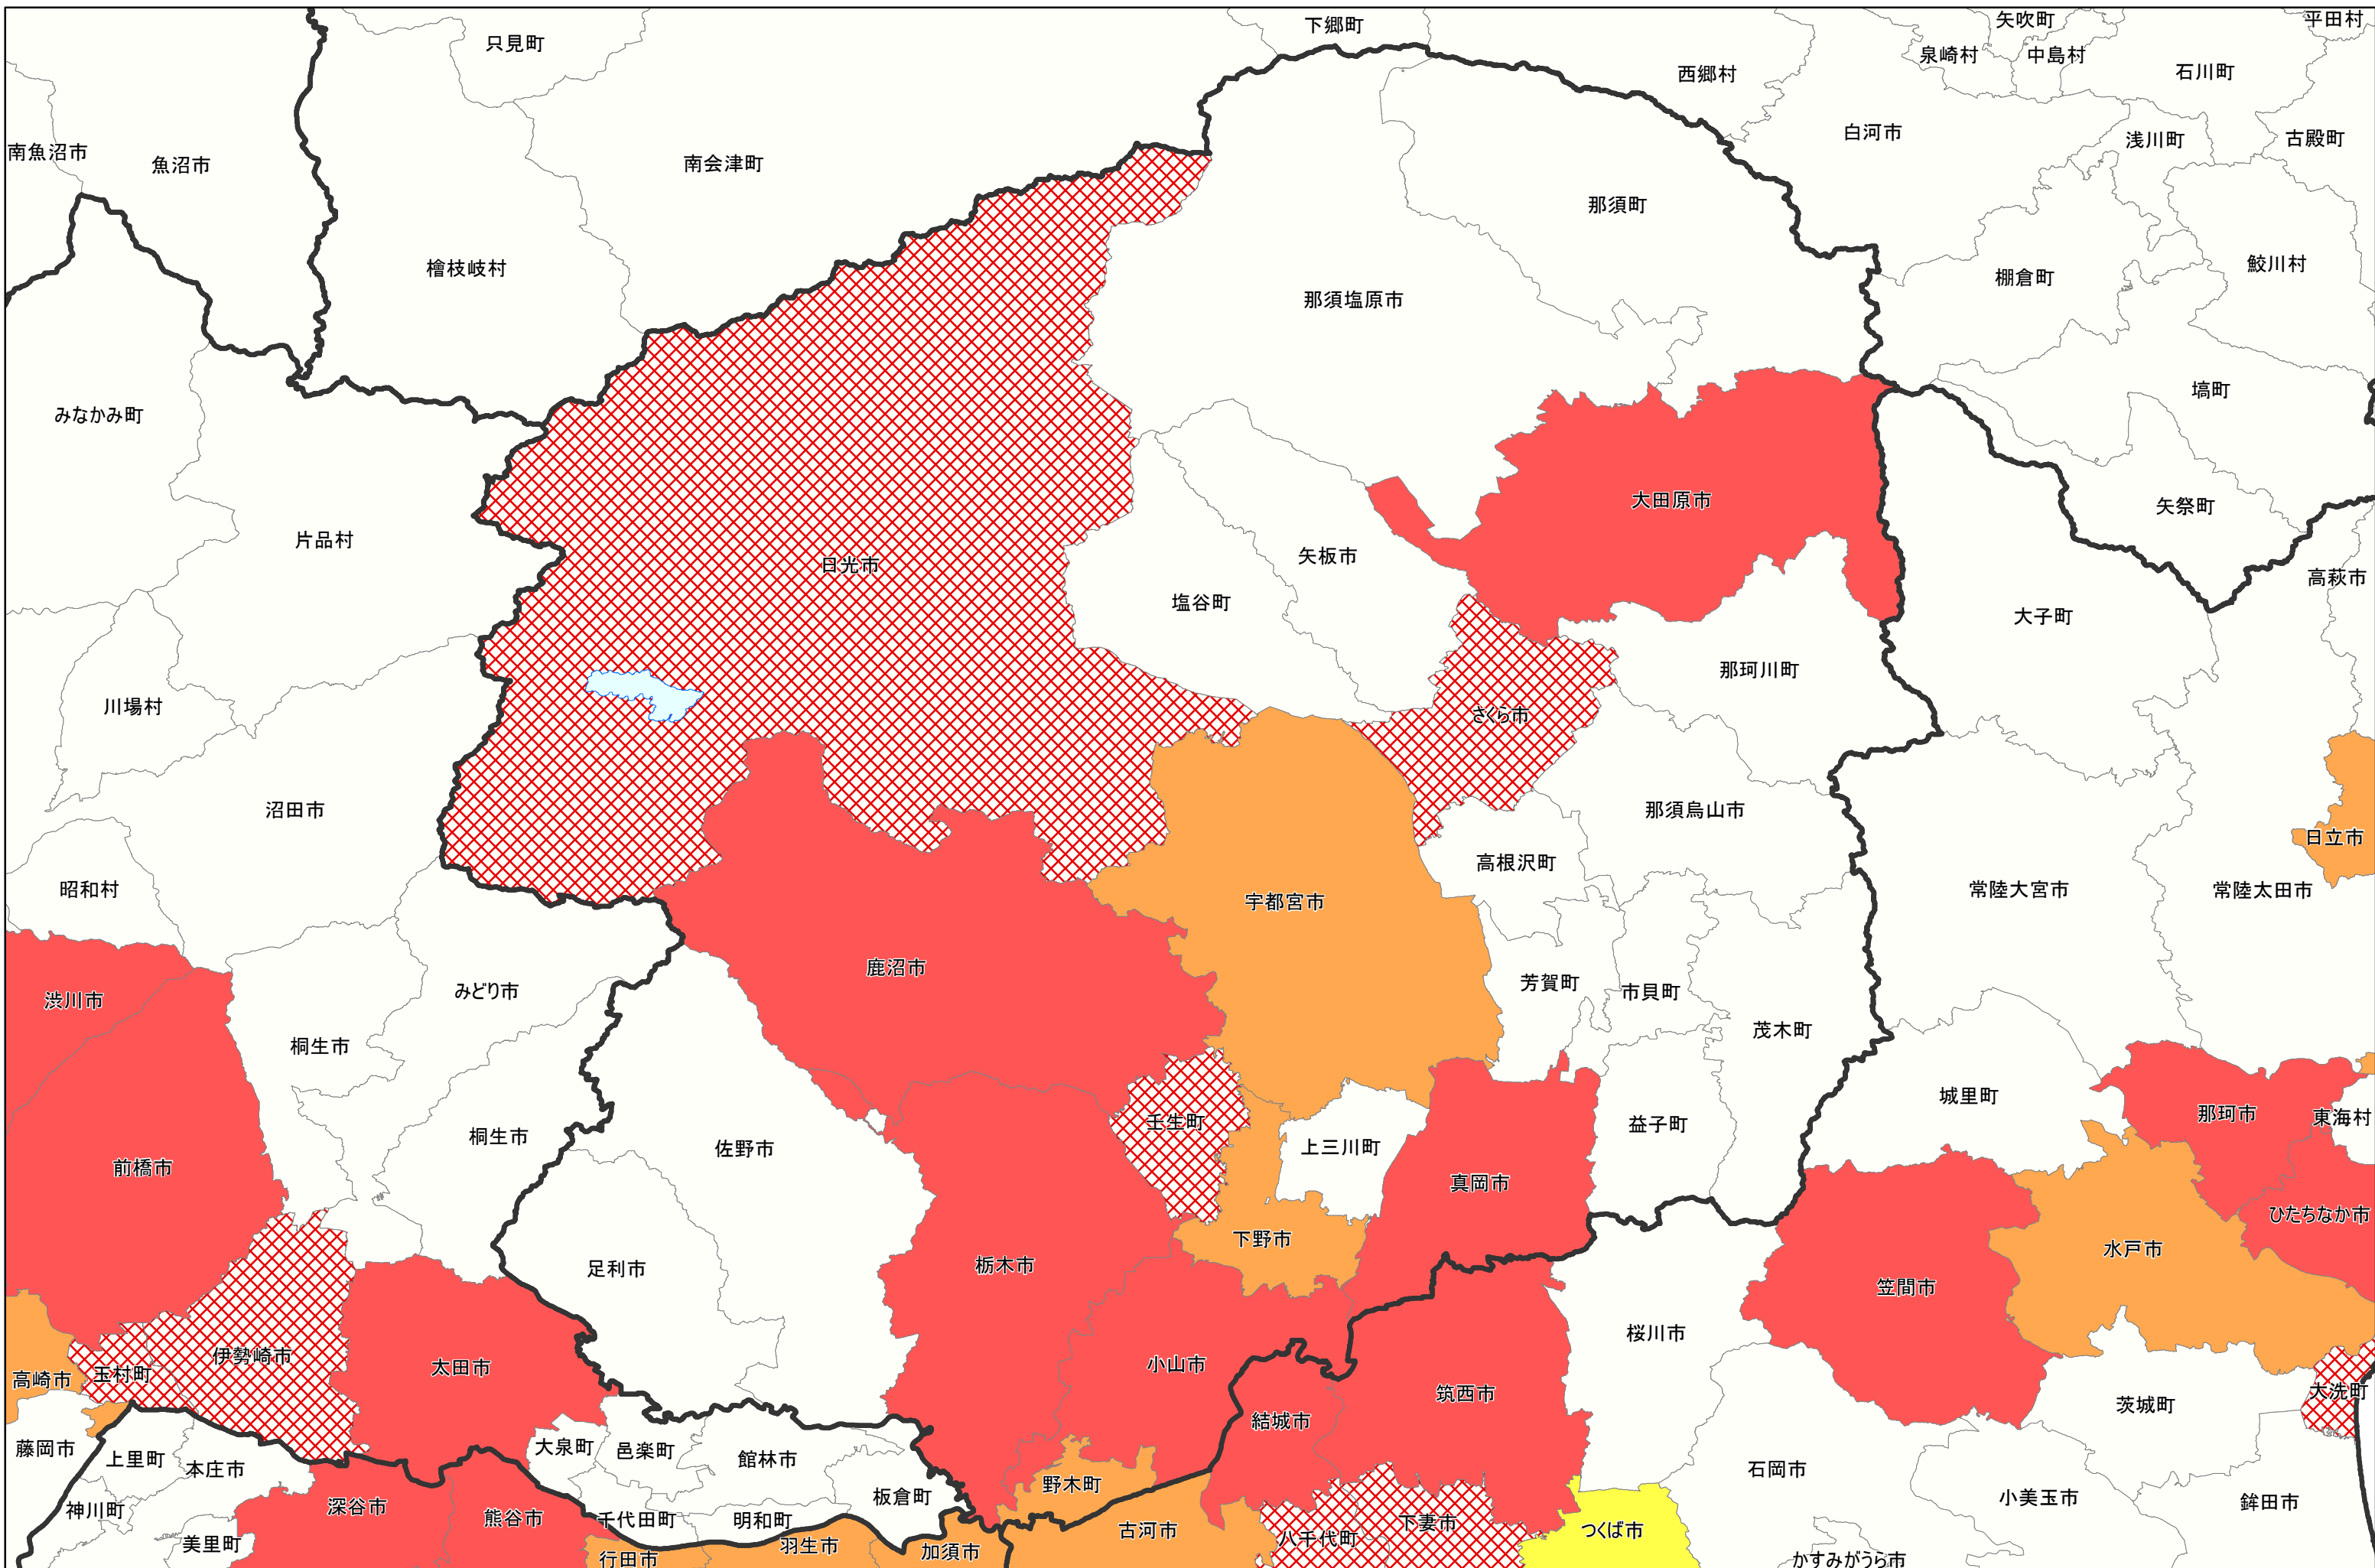 下郷町
矢吹町
平田村
只見町
泉崎村
中島村
西郷村
石川町
白河市
浅川町
古殿町
南魚沼市
魚沼市
南会津町
那須町
檜枝岐村
鮫川村
棚倉町
那須塩原市
塙町
みなかみ町
大田原市
矢祭町
片品村
矢板市
日光市
高萩市
塩谷町
大子町
那珂川町
川場村
さくら市
沼田市
那須烏山市
日立市
高根沢町
昭和村
常陸大宮市
常陸太田市
宇都宮市
鹿沼市
芳賀町
みどり市
市貝町
渋川市
茂木町
桐生市
城里町
那珂市
東海村
壬生町
益子町
桐生市
上三川町
佐野市
前橋市
真岡市
ひたちなか市
下野市
水戸市
栃木市
足利市
笠間市
桜川市
伊勢崎市
小山市
太田市
玉村町
高崎市
筑西市
大洗町
茨城町
結城市
藤岡市
大泉町
邑楽町
上里町
館林市
本庄市
石岡市
野木町
板倉町
小美玉市
鉾田市
深谷市
神川町
熊谷市
千代田町
明和町
下妻市
古河市
つくば市
八千代町
美里町
羽生市
加須市
行田市
かすみがうら市